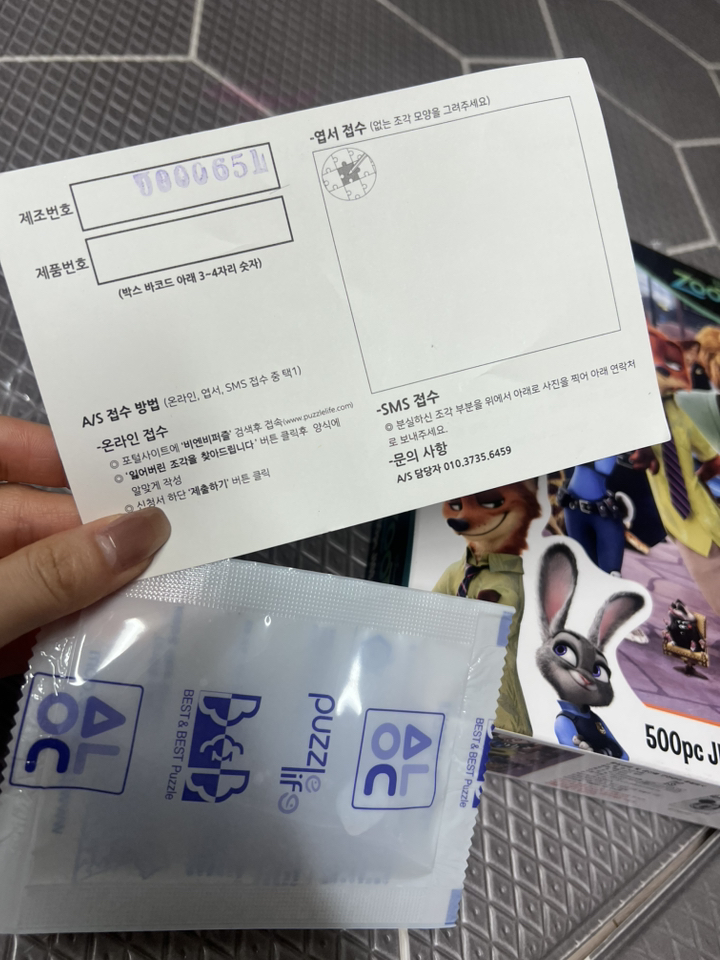 제조번호
제품번호
(박스 바코드 아래 3~4자리 숫자)
A/S 접수 방법 (온라인, 엽서, SMS 접수 중 택1)
-온라인 접수
◎ 포털사이트에 '비엔비퍼즐' 검색후 접속(www.puzzlelife.com)
◎ '잃어버린 조각을 찾아드립니다' 버튼 클릭후 양식에
알맞게 작성
◎ 신청서 하단 '제출하기' 버튼 클릭
-엽서 접수 (없는 조각 모양을 그려주세요)
-SMS 접수
◎ 분실하신 조각 부분을 위에서 아래로 사진을 찍어 아래 연락처
로 보내주세요.
-문의 사항
A/S 담당자 010.3735.6459
ALOC
B&B
BEST & BEST Puzzle
puzzle
life
ALOC
BEST & BEST Puzzle
ZOO
500pc